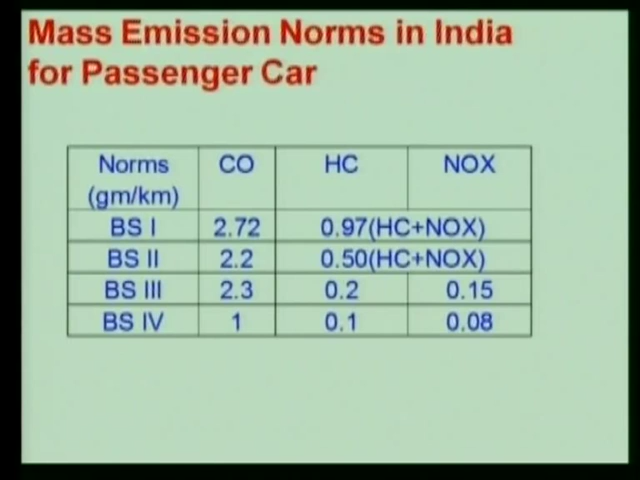 Mass Emission Norms in India
for Passenger Car
Norms (gm/km) CO HC NOX
BS I 2.72 0.97(HC+NOX)
BS II 2.2 0.50(HC+NOX)
BS III 2.3 0.2 0.15
BS IV 1 0.1 0.08